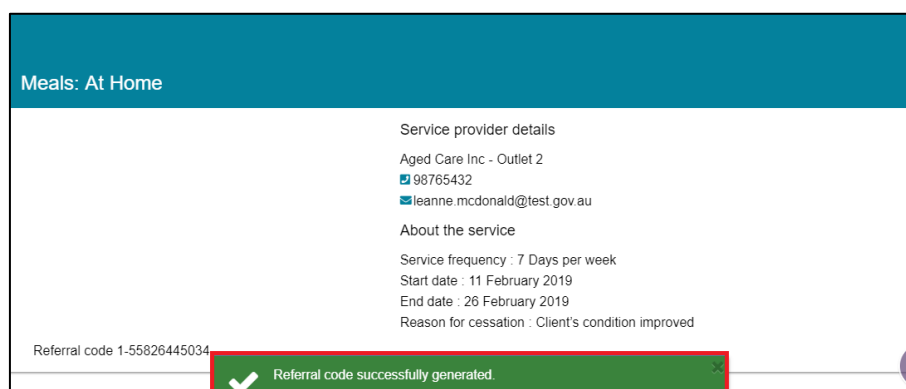 Meals: At Home
Service provider details
Aged Care Inc - Outlet 2
98765432
leanne.mcdonald@test.gov.au
About the service
Service frequency : 7 Days per week
Start date : 11 February 2019
End date : 26 February 2019
Reason for cessation : Client's condition improved
Referral code 1-55826445034
Referral code successfully generated.